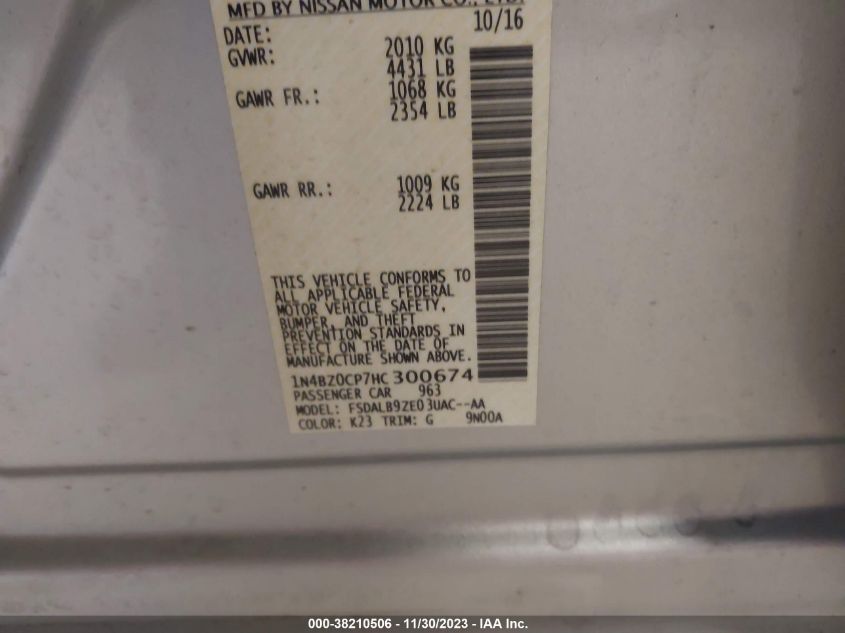 MFD BY NISSAN MOTOR CO., LTD.
DATE: 10/16
GVWR: 2010 KG
4431 LB
GAWR FR.: 1068 KG
2354 LB
GAWR RR.: 1009 KG
2224 LB
THIS VEHICLE CONFORMS TO
ALL APPLICABLE FEDERAL
MOTOR VEHICLE SAFETY,
BUMPER, AND THEFT
PREVENTION STANDARDS IN
EFFECT ON THE DATE OF
MANUFACTURE SHOWN ABOVE.
1N4BZ0CP7HC300674
PASSENGER CAR 963
MODEL: FSDALB9ZE03UAC--AA
COLOR: K23 TRIM: G 9N00A
000-38210506 - 11/30/2023 - IAA Inc.